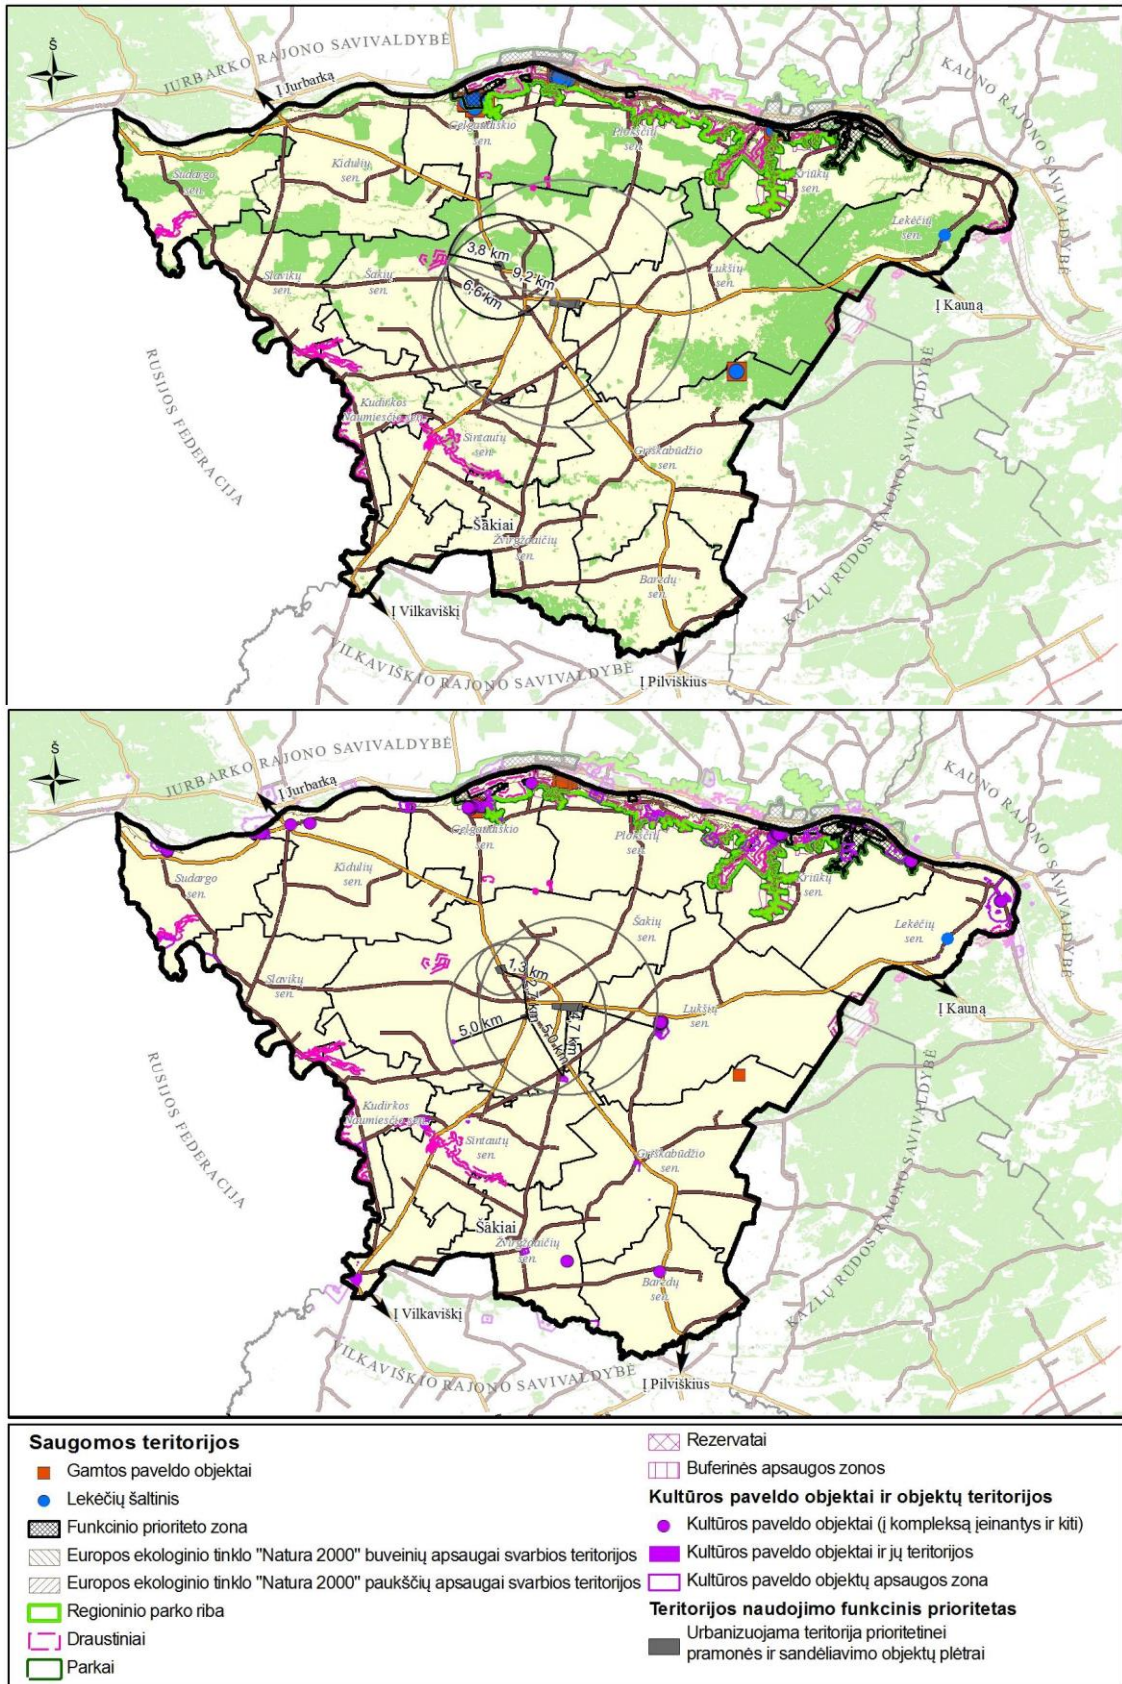 Š
JURBARKO RAJONO SAVIVALDYBĖ
Į Jurbarką
KAUNO RAJONO SAVIVALDYBĖ
Gelgaudiškio
sen.
Plokščių
sen.
Kidulių
sen.
Sudargo
sen.
Kriūkų
sen.
Lekėčių
sen.
3,8 km
9,2 km
6,6 km
Slavikų
sen.
Šakių
sen.
Lukšių
sen.
Į Kauną
RUSIJOS FEDERACIJA
Kudirkos
Naumiesčio sen.
Sintautų
sen.
Griškabūdžio
sen.
Šakiai
Žvirgždaičių
sen.
Barzdų
sen.
KAZLŲ RŪDOS RAJONO SAVIVALDYBĖ
Į Vilkaviškį
VILKAVIŠKIO RAJONO SAVIVALDYBĖ
Į Pilviškius
Š
JURBARKO RAJONO SAVIVALDYBĖ
Į Jurbarką
KAUNO RAJONO SAVIVALDYBĖ
Gelgaudiškio
sen.
Plokščių
sen.
Kidulių
sen.
Sudargo
sen.
Kriūkų
sen.
Šakių
sen.
Lekėčių
sen.
1,3 km
2,7 km
5,0 km
5,0 km
4,7 km
Slavikų
sen.
Lukšių
sen.
Į Kauną
RUSIJOS FEDERACIJA
Kudirkos
Naumiesčio sen.
Sintautų
sen.
Griškabūdžio
sen.
Šakiai
Žvirgždaičių
sen.
Barzdų
sen.
KAZLŲ RŪDOS RAJONO SAVIVALDYBĖ
Į Vilkaviškį
VILKAVIŠKIO RAJONO SAVIVALDYBĖ
Į Pilviškius
Saugomos teritorijos
Gamtos paveldo objektai
Lekėčių šaltinis
Funkcinio prioriteto zona
Europos ekologinio tinklo "Natura 2000" buveinių apsaugai svarbios teritorijos
Europos ekologinio tinklo "Natura 2000" paukščių apsaugai svarbios teritorijos
Regioninio parko riba
Draustiniai
Parkai
Rezervatai
Buferinės apsaugos zonos
Kultūros paveldo objektai ir objektų teritorijos
Kultūros paveldo objektai (į kompleksą įeinantys ir kiti)
Kultūros paveldo objektai ir jų teritorijos
Kultūros paveldo objektų apsaugos zona
Teritorijos naudojimo funkcinis prioritetas
Urbanizuojama teritorija prioritetinei
pramonės ir sandėliavimo objektų plėtrai